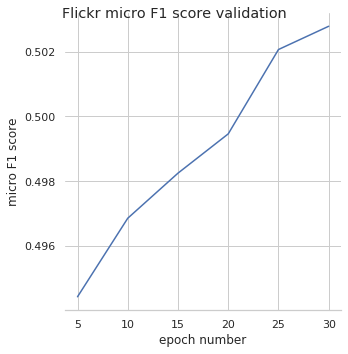 Flickr micro F1 score validation
0.502
0.500
0.498
0.496
micro F1 score
5 10 15 20 25 30
epoch number